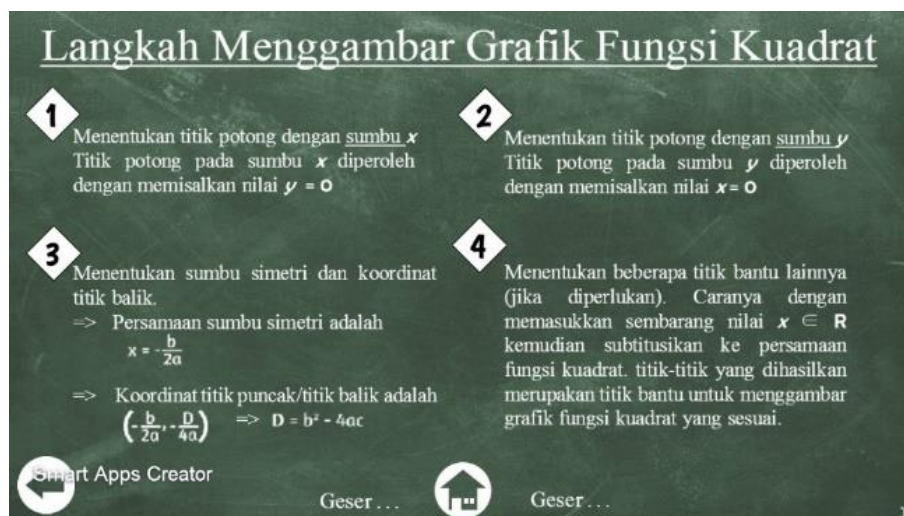 Langkah Menggambar Grafik Fungsi Kuadrat
1
Menentukan titik potong dengan sumbu x
Titik potong pada sumbu x diperoleh
dengan memisalkan nilai y = 0
2
Menentukan titik potong dengan sumbu y
Titik potong pada sumbu y diperoleh
dengan memisalkan nilai x= 0
3
Menentukan sumbu simetri dan koordinat
titik balik.
=> Persamaan sumbu simetri adalah
x = -b/2a
=> Koordinat titik puncak/titik balik adalah
(-b/2a, -D/4a) => D = b² - 4ac
4
Menentukan beberapa titik bantu lainnya
(jika diperlukan). Caranya dengan
memasukkan sembarang nilai x ∈ R
kemudian subtitusikan ke persamaan
fungsi kuadrat. titik-titik yang dihasilkan
merupakan titik bantu untuk menggambar
grafik fungsi kuadrat yang sesuai.
Smart Apps Creator
Geser...
Geser...